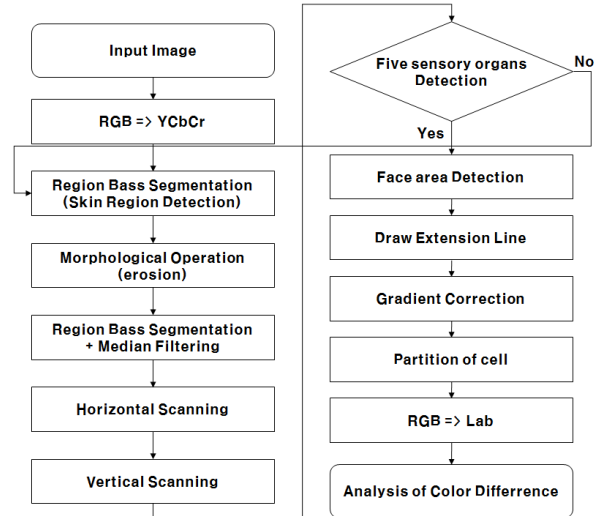 Input Image
RGB => YCbCr
Region Bass Segmentation
(Skin Region Detection)
Morphological Operation
(erosion)
Region Bass Segmentation
+ Median Filtering
Horizontal Scanning
Vertical Scanning
Five sensory organs
Detection
No
Yes
Face area Detection
Draw Extension Line
Gradient Correction
Partition of cell
RGB => Lab
Analysis of Color Differrence